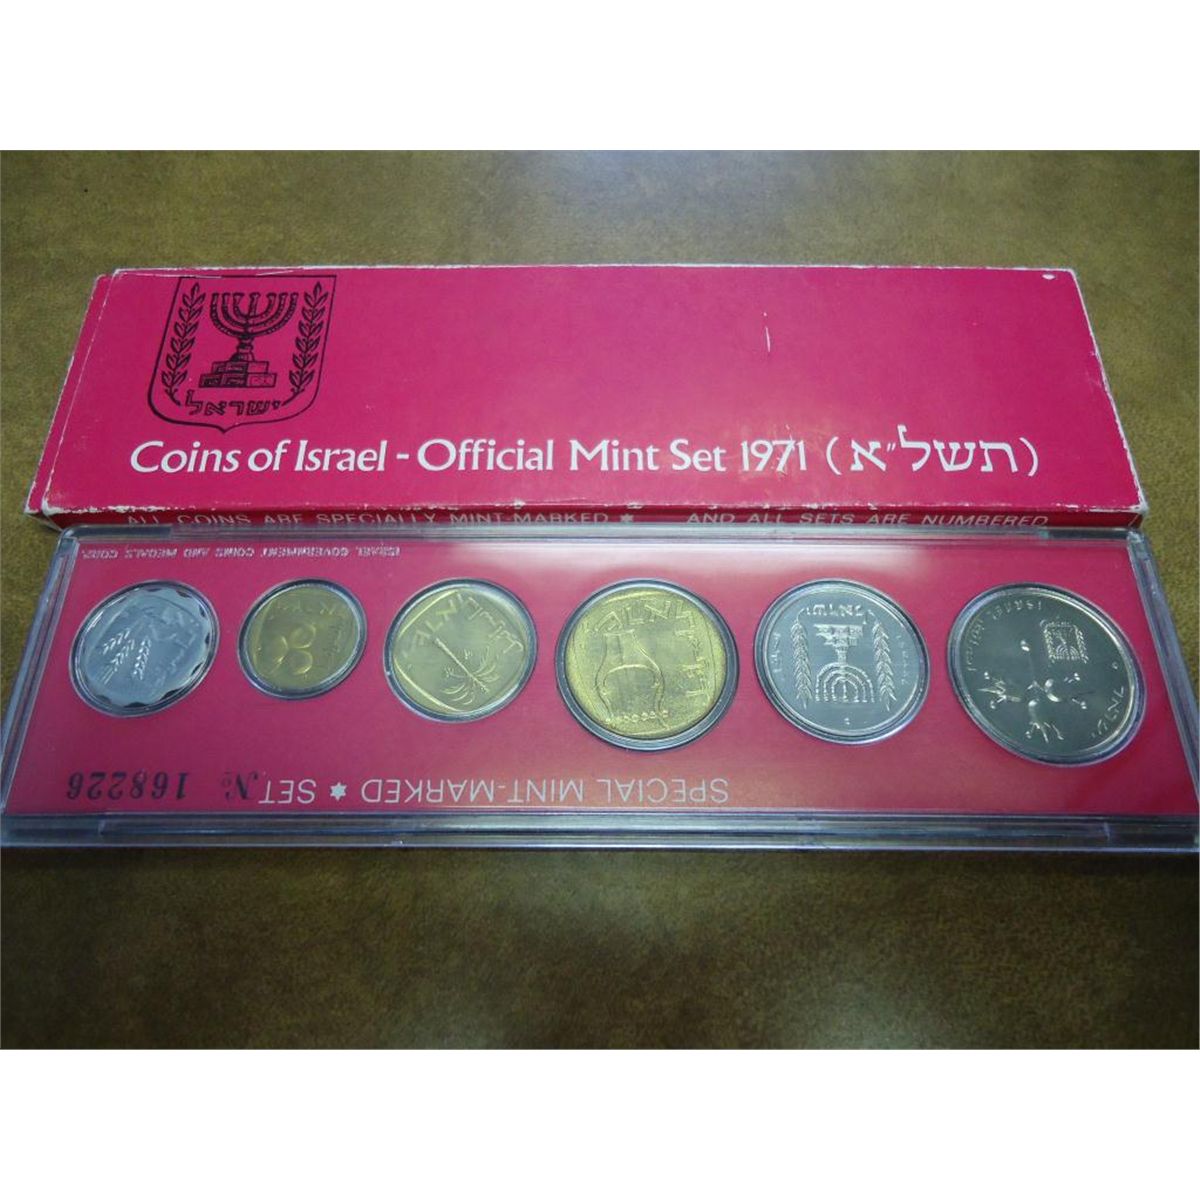 ישראל
Coins of Israel - Official Mint Set 1971 (תשל"א)
ALL COINS ARE SPECIALLY MINT-MARKED ★ AND ALL SETS ARE NUMBERED
ISRAEL GOVERNMENT COINS AND MEDALS CORP.
ישראל
SPECIAL MINT-MARKED ★ SET № 168226